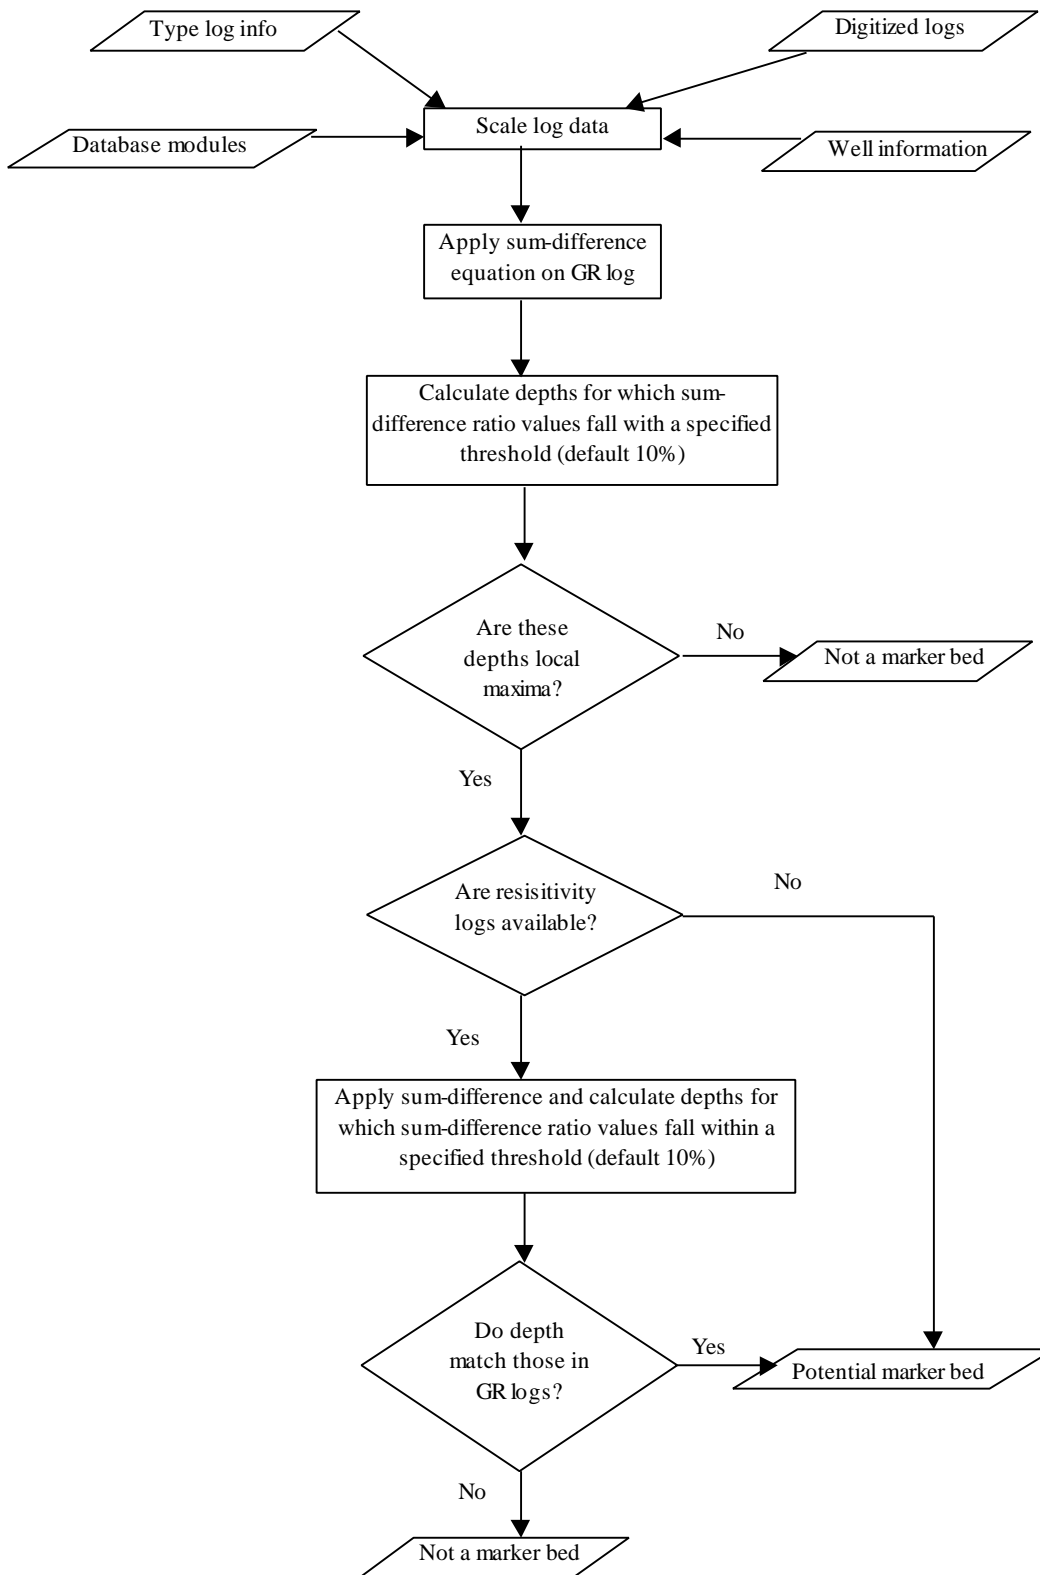 Type log info
Digitized logs
Scale log data
Database modules
Well information
Apply sum-difference
equation on GR log
Calculate depths for which sum-
difference ratio values fall with a specified
threshold (default 10%)
Are these
depths local
maxima?
No
Not a marker bed
Yes
Are resisitivity
logs available?
No
Yes
Apply sum-difference and calculate depths for
which sum-difference ratio values fall within a
specified threshold (default 10%)
Do depth
match those in
GR logs?
Yes
Potential marker bed
No
Not a marker bed